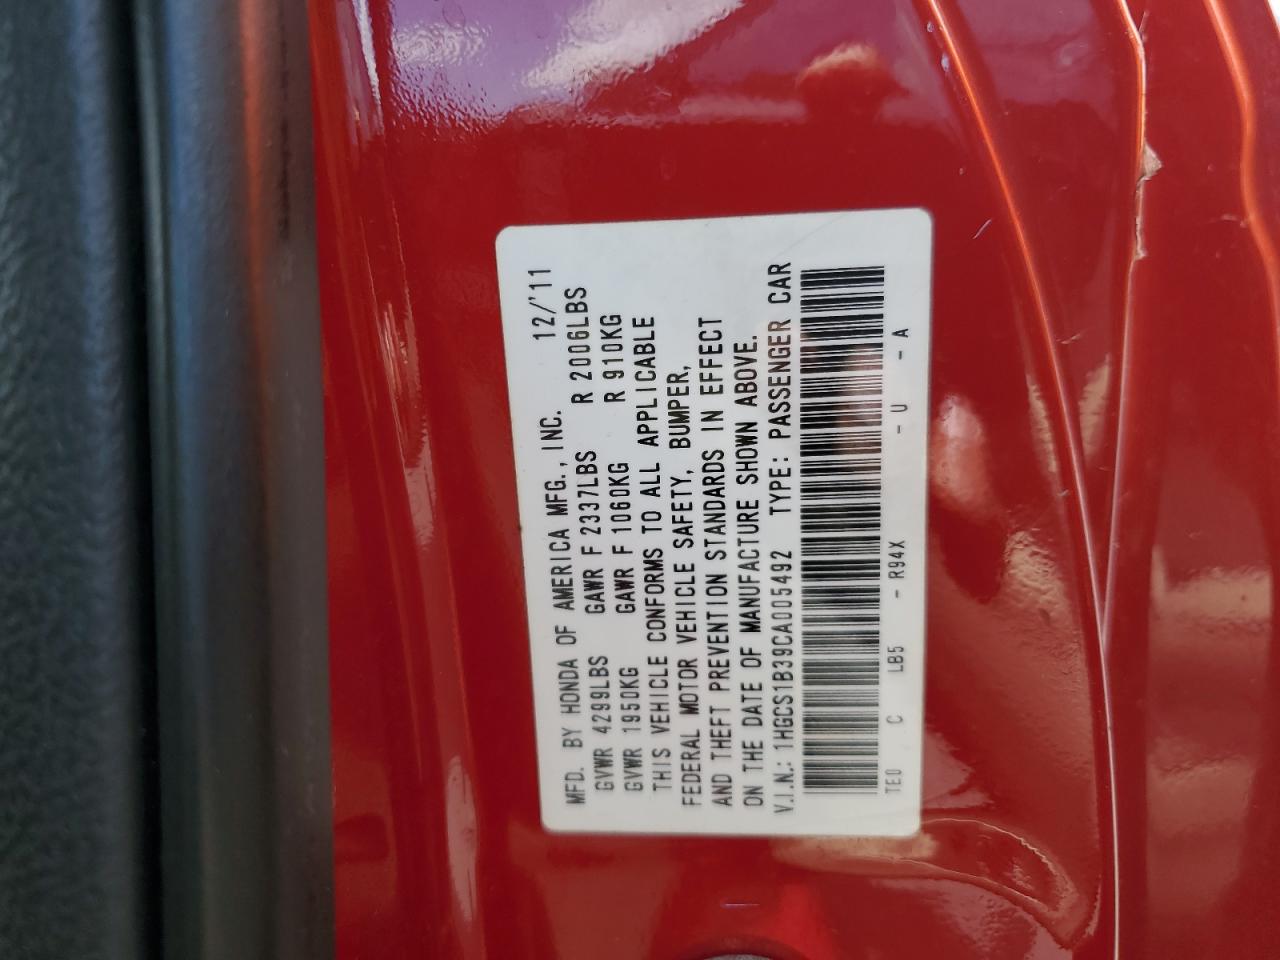 MFD. BY HONDA OF AMERICA MFG., INC. 12/'11
GVWR 4299LBS GAWR F 2337LBS R 2006LBS
GVWR 1950KG GAWR F 1060KG R 910KG
THIS VEHICLE CONFORMS TO ALL APPLICABLE
FEDERAL MOTOR VEHICLE SAFETY, BUMPER,
AND THEFT PREVENTION STANDARDS IN EFFECT
ON THE DATE OF MANUFACTURE SHOWN ABOVE.
V.I.N.: 1HGCS1B39CA005492 TYPE: PASSENGER CAR
TE0 C LB5 - R94X - U - A